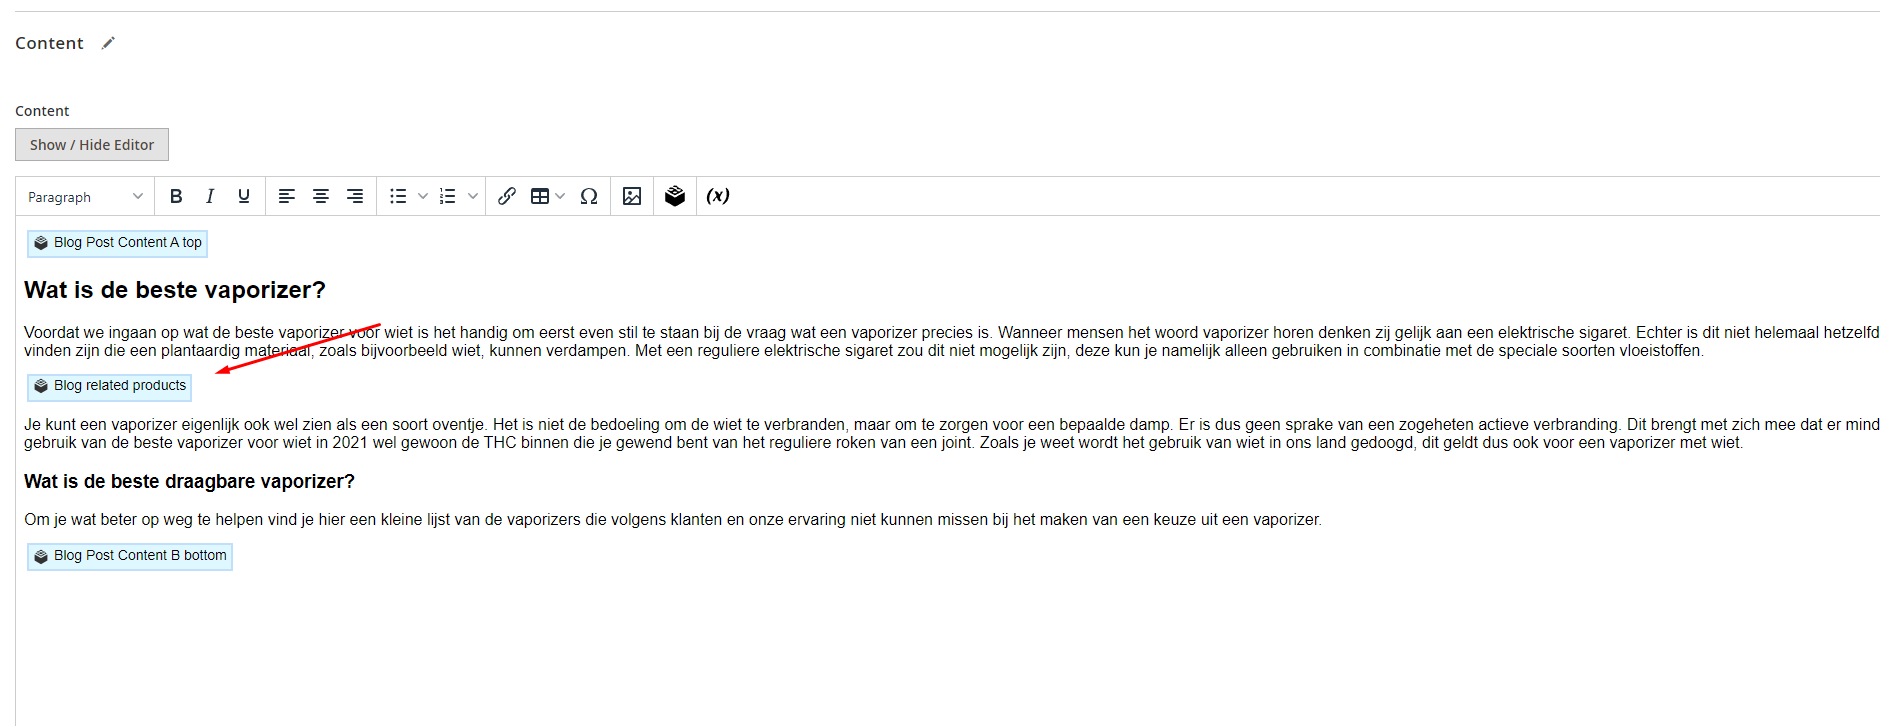 Content
Content
Show / Hide Editor
Paragraph B I U Ω (x)
Blog Post Content A top
Wat is de beste vaporizer?
Voordat we ingaan op wat de beste vaporizer voor wiet is het handig om eerst even stil te staan bij de vraag wat een vaporizer precies is. Wanneer mensen het woord vaporizer horen denken zij gelijk aan een elektrische sigaret. Echter is dit niet helemaal hetzelfd
vinden zijn die een plantaardig materiaal, zoals bijvoorbeeld wiet, kunnen verdampen. Met een reguliere elektrische sigaret zou dit niet mogelijk zijn, deze kun je namelijk alleen gebruiken in combinatie met de speciale soorten vloeistoffen.
Blog related products
Je kunt een vaporizer eigenlijk ook wel zien als een soort oventje. Het is niet de bedoeling om de wiet te verbranden, maar om te zorgen voor een bepaalde damp. Er is dus geen sprake van een zogeheten actieve verbranding. Dit brengt met zich mee dat er mind
gebruik van de beste vaporizer voor wiet in 2021 wel gewoon de THC binnen die je gewend bent van het reguliere roken van een joint. Zoals je weet wordt het gebruik van wiet in ons land gedoogd, dit geldt dus ook voor een vaporizer met wiet.
Wat is de beste draagbare vaporizer?
Om je wat beter op weg te helpen vind je hier een kleine lijst van de vaporizers die volgens klanten en onze ervaring niet kunnen missen bij het maken van een keuze uit een vaporizer.
Blog Post Content B bottom